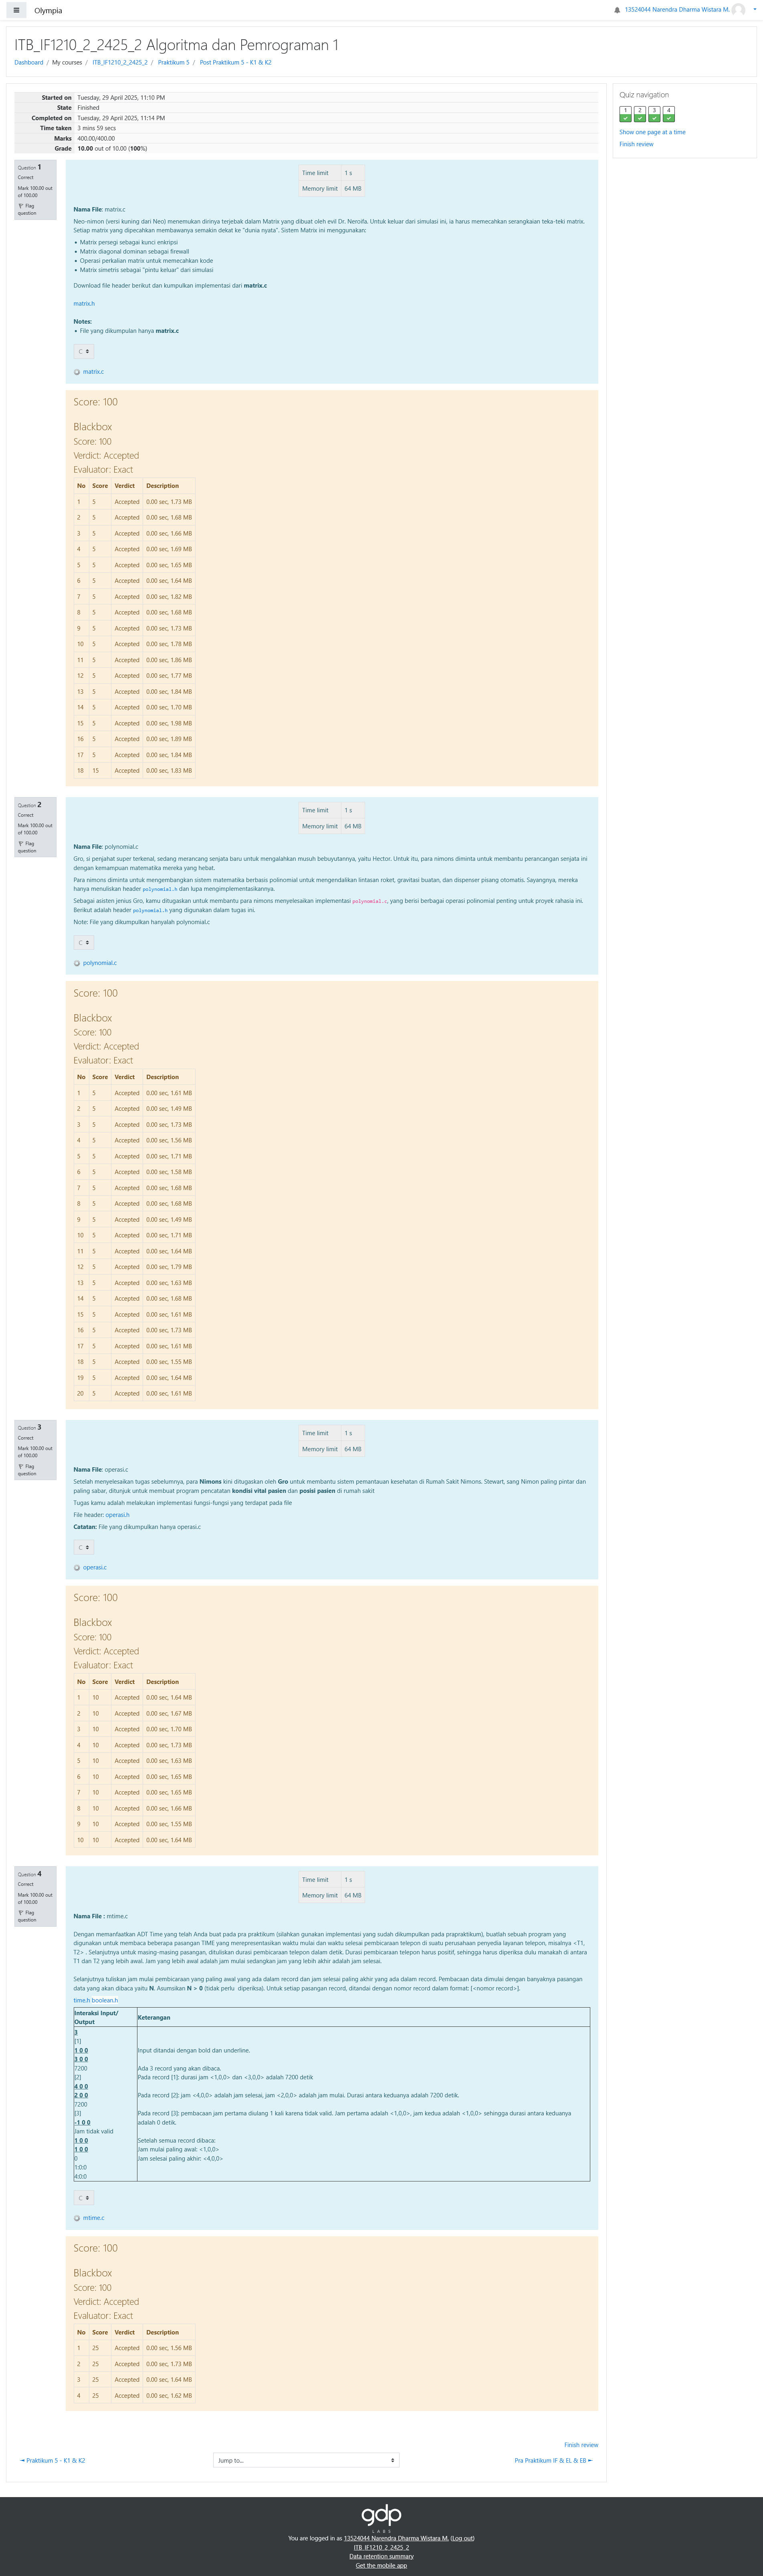 Olympia
13524044 Narendra Dharma Wistara M.
ITB_IF1210_2_2425_2 Algoritma dan Pemrograman 1
Dashboard / My courses / ITB_IF1210_2_2425_2 / Praktikum 5 / Post Praktikum 5 - K1 & K2
Started on Tuesday, 29 April 2025, 11:10 PM
State Finished
Completed on Tuesday, 29 April 2025, 11:14 PM
Time taken 3 mins 59 secs
Marks 400.00/400.00
Grade 10.00 out of 10.00 (100%)
Quiz navigation
1 2 3 4
Show one page at a time
Finish review
Question 1
Correct
Mark 100.00 out
of 100.00
Flag
question
Time limit 1 s
Memory limit 64 MB
Name File: matrix.c
Neo-nimon (versi kuning dari Neo) menemukan dirinya terjebak dalam Matrix yang dibuat oleh evil Dr. Neroifa. Untuk keluar dari simulasi ini, ia harus memecahkan serangkaian teka-teki matrix.
Setiap matrix yang dipecahkan membawanya semakin dekat ke "dunia nyata". Sistem Matrix ini menggunakan:
• Matrix persegi sebagai kunci enkripsi
• Matrix diagonal dominan sebagai firewall
• Operasi perkalian matrix untuk memecahkan kode
• Matrix simetris sebagai "pintu keluar" dari simulasi
Download file header berikut dan kumpulkan implementasi dari matrix.c
matrix.h
Notes:
• File yang dikumpulan hanya matrix.c
C
matrix.c
Score: 100
Blackbox
Score: 100
Verdict: Accepted
Evaluator: Exact
No Score Verdict Description
1 5 Accepted 0.00 sec, 1.73 MB
2 5 Accepted 0.00 sec, 1.68 MB
3 5 Accepted 0.00 sec, 1.66 MB
4 5 Accepted 0.00 sec, 1.69 MB
5 5 Accepted 0.00 sec, 1.65 MB
6 5 Accepted 0.00 sec, 1.64 MB
7 5 Accepted 0.00 sec, 1.82 MB
8 5 Accepted 0.00 sec, 1.68 MB
9 5 Accepted 0.00 sec, 1.73 MB
10 5 Accepted 0.00 sec, 1.78 MB
11 5 Accepted 0.00 sec, 1.86 MB
12 5 Accepted 0.00 sec, 1.77 MB
13 5 Accepted 0.00 sec, 1.84 MB
14 5 Accepted 0.00 sec, 1.70 MB
15 5 Accepted 0.00 sec, 1.98 MB
16 5 Accepted 0.00 sec, 1.89 MB
17 5 Accepted 0.00 sec, 1.84 MB
18 15 Accepted 0.00 sec, 1.83 MB
Question 2
Correct
Mark 100.00 out
of 100.00
Flag
question
Time limit 1 s
Memory limit 64 MB
Name File: polynomial.c
Gro, si penjahat super terkenal, sedang merancang senjata baru untuk mengalahkan musuh bebuyutannya, yaitu Hector. Untuk itu, para nimons diminta untuk membantu perancangan senjata ini
dengan kemampuan matematika mereka yang hebat.
Para nimons diminta untuk mengembangkan sistem matematika berbasis polinomial untuk mengendalikan lintasan roket, gravitasi buatan, dan dispenser pisang otomatis. Sayangnya, mereka
hanya menuliskan header polynomial.h dan lupa mengimplementasikannya.
Sebagai asisten jenius Gro, kamu ditugaskan untuk membantu para nimons menyelesaikan implementasi polynomial.c, yang berisi berbagai operasi polinomial penting untuk proyek rahasia ini.
Berikut adalah header polynomial.h yang digunakan dalam tugas ini.
Note: File yang dikumpulkan hanyalah polynomial.c
C
polynomial.c
Score: 100
Blackbox
Score: 100
Verdict: Accepted
Evaluator: Exact
No Score Verdict Description
1 5 Accepted 0.00 sec, 1.61 MB
2 5 Accepted 0.00 sec, 1.49 MB
3 5 Accepted 0.00 sec, 1.73 MB
4 5 Accepted 0.00 sec, 1.56 MB
5 5 Accepted 0.00 sec, 1.71 MB
6 5 Accepted 0.00 sec, 1.58 MB
7 5 Accepted 0.00 sec, 1.68 MB
8 5 Accepted 0.00 sec, 1.68 MB
9 5 Accepted 0.00 sec, 1.49 MB
10 5 Accepted 0.00 sec, 1.71 MB
11 5 Accepted 0.00 sec, 1.64 MB
12 5 Accepted 0.00 sec, 1.79 MB
13 5 Accepted 0.00 sec, 1.63 MB
14 5 Accepted 0.00 sec, 1.68 MB
15 5 Accepted 0.00 sec, 1.61 MB
16 5 Accepted 0.00 sec, 1.73 MB
17 5 Accepted 0.00 sec, 1.61 MB
18 5 Accepted 0.00 sec, 1.55 MB
19 5 Accepted 0.00 sec, 1.64 MB
20 5 Accepted 0.00 sec, 1.61 MB
Question 3
Correct
Mark 100.00 out
of 100.00
Flag
question
Time limit 1 s
Memory limit 64 MB
Name File: operasi.c
Setelah menyelesaikan tugas sebelumnya, para Nimons kini ditugaskan oleh Gro untuk membantu sistem pemantauan kesehatan di Rumah Sakit Nimons. Stewart, sang Nimon paling pintar dan
paling sabar, ditunjuk untuk membuat program pencatatan kondisi vital pasien dan posisi pasien di rumah sakit
Tugas kamu adalah melakukan implementasi fungsi-fungsi yang terdapat pada file
File header: operasi.h
Catatan: File yang dikumpulkan hanya operasi.c
C
operasi.c
Score: 100
Blackbox
Score: 100
Verdict: Accepted
Evaluator: Exact
No Score Verdict Description
1 10 Accepted 0.00 sec, 1.64 MB
2 10 Accepted 0.00 sec, 1.67 MB
3 10 Accepted 0.00 sec, 1.70 MB
4 10 Accepted 0.00 sec, 1.73 MB
5 10 Accepted 0.00 sec, 1.63 MB
6 10 Accepted 0.00 sec, 1.65 MB
7 10 Accepted 0.00 sec, 1.65 MB
8 10 Accepted 0.00 sec, 1.66 MB
9 10 Accepted 0.00 sec, 1.55 MB
10 10 Accepted 0.00 sec, 1.64 MB
Question 4
Correct
Mark 100.00 out
of 100.00
Flag
question
Time limit 1 s
Memory limit 64 MB
Name File : mtime.c
Dengan memanfaatkan ADT Time yang telah Anda buat pada pra praktikum (silahkan gunakan implementasi yang sudah dikumpulkan pada prapraktikum), buatlah sebuah program yang
digunakan untuk membaca beberapa pasangan TIME yang merepresentasikan waktu mulai dan waktu selesai pembicaraan telepon di suatu perusahaan penyedia layanan telepon, misalnya <T1,
T2> . Selanjutnya untuk masing-masing pasangan, dituliskan durasi pembicaraan telepon dalam detik. Durasi pembicaraan telepon harus positif, sehingga harus diperiksa dulu manakah di antara
T1 dan T2 yang lebih awal. Jam yang lebih awal adalah jam mulai sedangkan jam yang lebih akhir adalah jam selesai.
Selanjutnya tuliskan jam mulai pembicaraan yang paling awal yang ada dalam record dan jam selesai paling akhir yang ada dalam record. Pembacaan data dimulai dengan banyaknya pasangan
data yang akan dibaca yaitu N. Asumsikan N > 0 (tidak perlu diperiksa). Untuk setiap pasangan record, ditandai dengan nomor record dalam format: [<nomor record>].
time.h boolean.h
Interaksi Input/
Output
Keterangan
3
[1]
1 0 0
3 0 0
7200
[2]
4 0 0
2 0 0
7200
[3]
-1 0 0
Jam tidak valid
1 0 0
1 0 0
0
1:0:0
4:0:0
Input ditandai dengan bold dan underline.
Ada 3 record yang akan dibaca.
Pada record [1]: durasi jam <1,0,0> dan <3,0,0> adalah 7200 detik
Pada record [2]: jam <4,0,0> adalah jam selesai, jam <2,0,0> adalah jam mulai. Durasi antara keduanya adalah 7200 detik.
Pada record [3]: pembacaan jam pertama diulang 1 kali karena tidak valid. Jam pertama adalah <1,0,0>, jam kedua adalah <1,0,0> sehingga durasi antara keduanya
adalah 0 detik.
Setelah semua record dibaca:
Jam mulai paling awal: <1,0,0>
Jam selesai paling akhir: <4,0,0>
C
mtime.c
Score: 100
Blackbox
Score: 100
Verdict: Accepted
Evaluator: Exact
No Score Verdict Description
1 25 Accepted 0.00 sec, 1.56 MB
2 25 Accepted 0.00 sec, 1.73 MB
3 25 Accepted 0.00 sec, 1.64 MB
4 25 Accepted 0.00 sec, 1.62 MB
Finish review
◄ Praktikum 5 - K1 & K2
Jump to...
Pra Praktikum IF & EL & EB ►
gdp
LABS
You are logged in as 13524044 Narendra Dharma Wistara M. (Log out)
ITB_IF1210_2_2425_2
Data retention summary
Get the mobile app